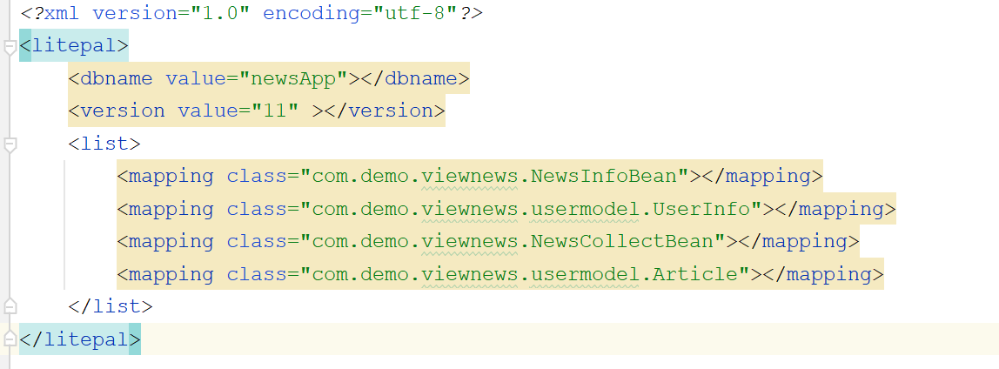 <?xml version="1.0" encoding="utf-8"?>
<litepal>
    <dbname value="newsApp"></dbname>
    <version value="11" ></version>
    <list>
        <mapping class="com.demo.viewnews.NewsInfoBean"></mapping>
        <mapping class="com.demo.viewnews.usermodel.UserInfo"></mapping>
        <mapping class="com.demo.viewnews.NewsCollectBean"></mapping>
        <mapping class="com.demo.viewnews.usermodel.Article"></mapping>
    </list>
</litepal>